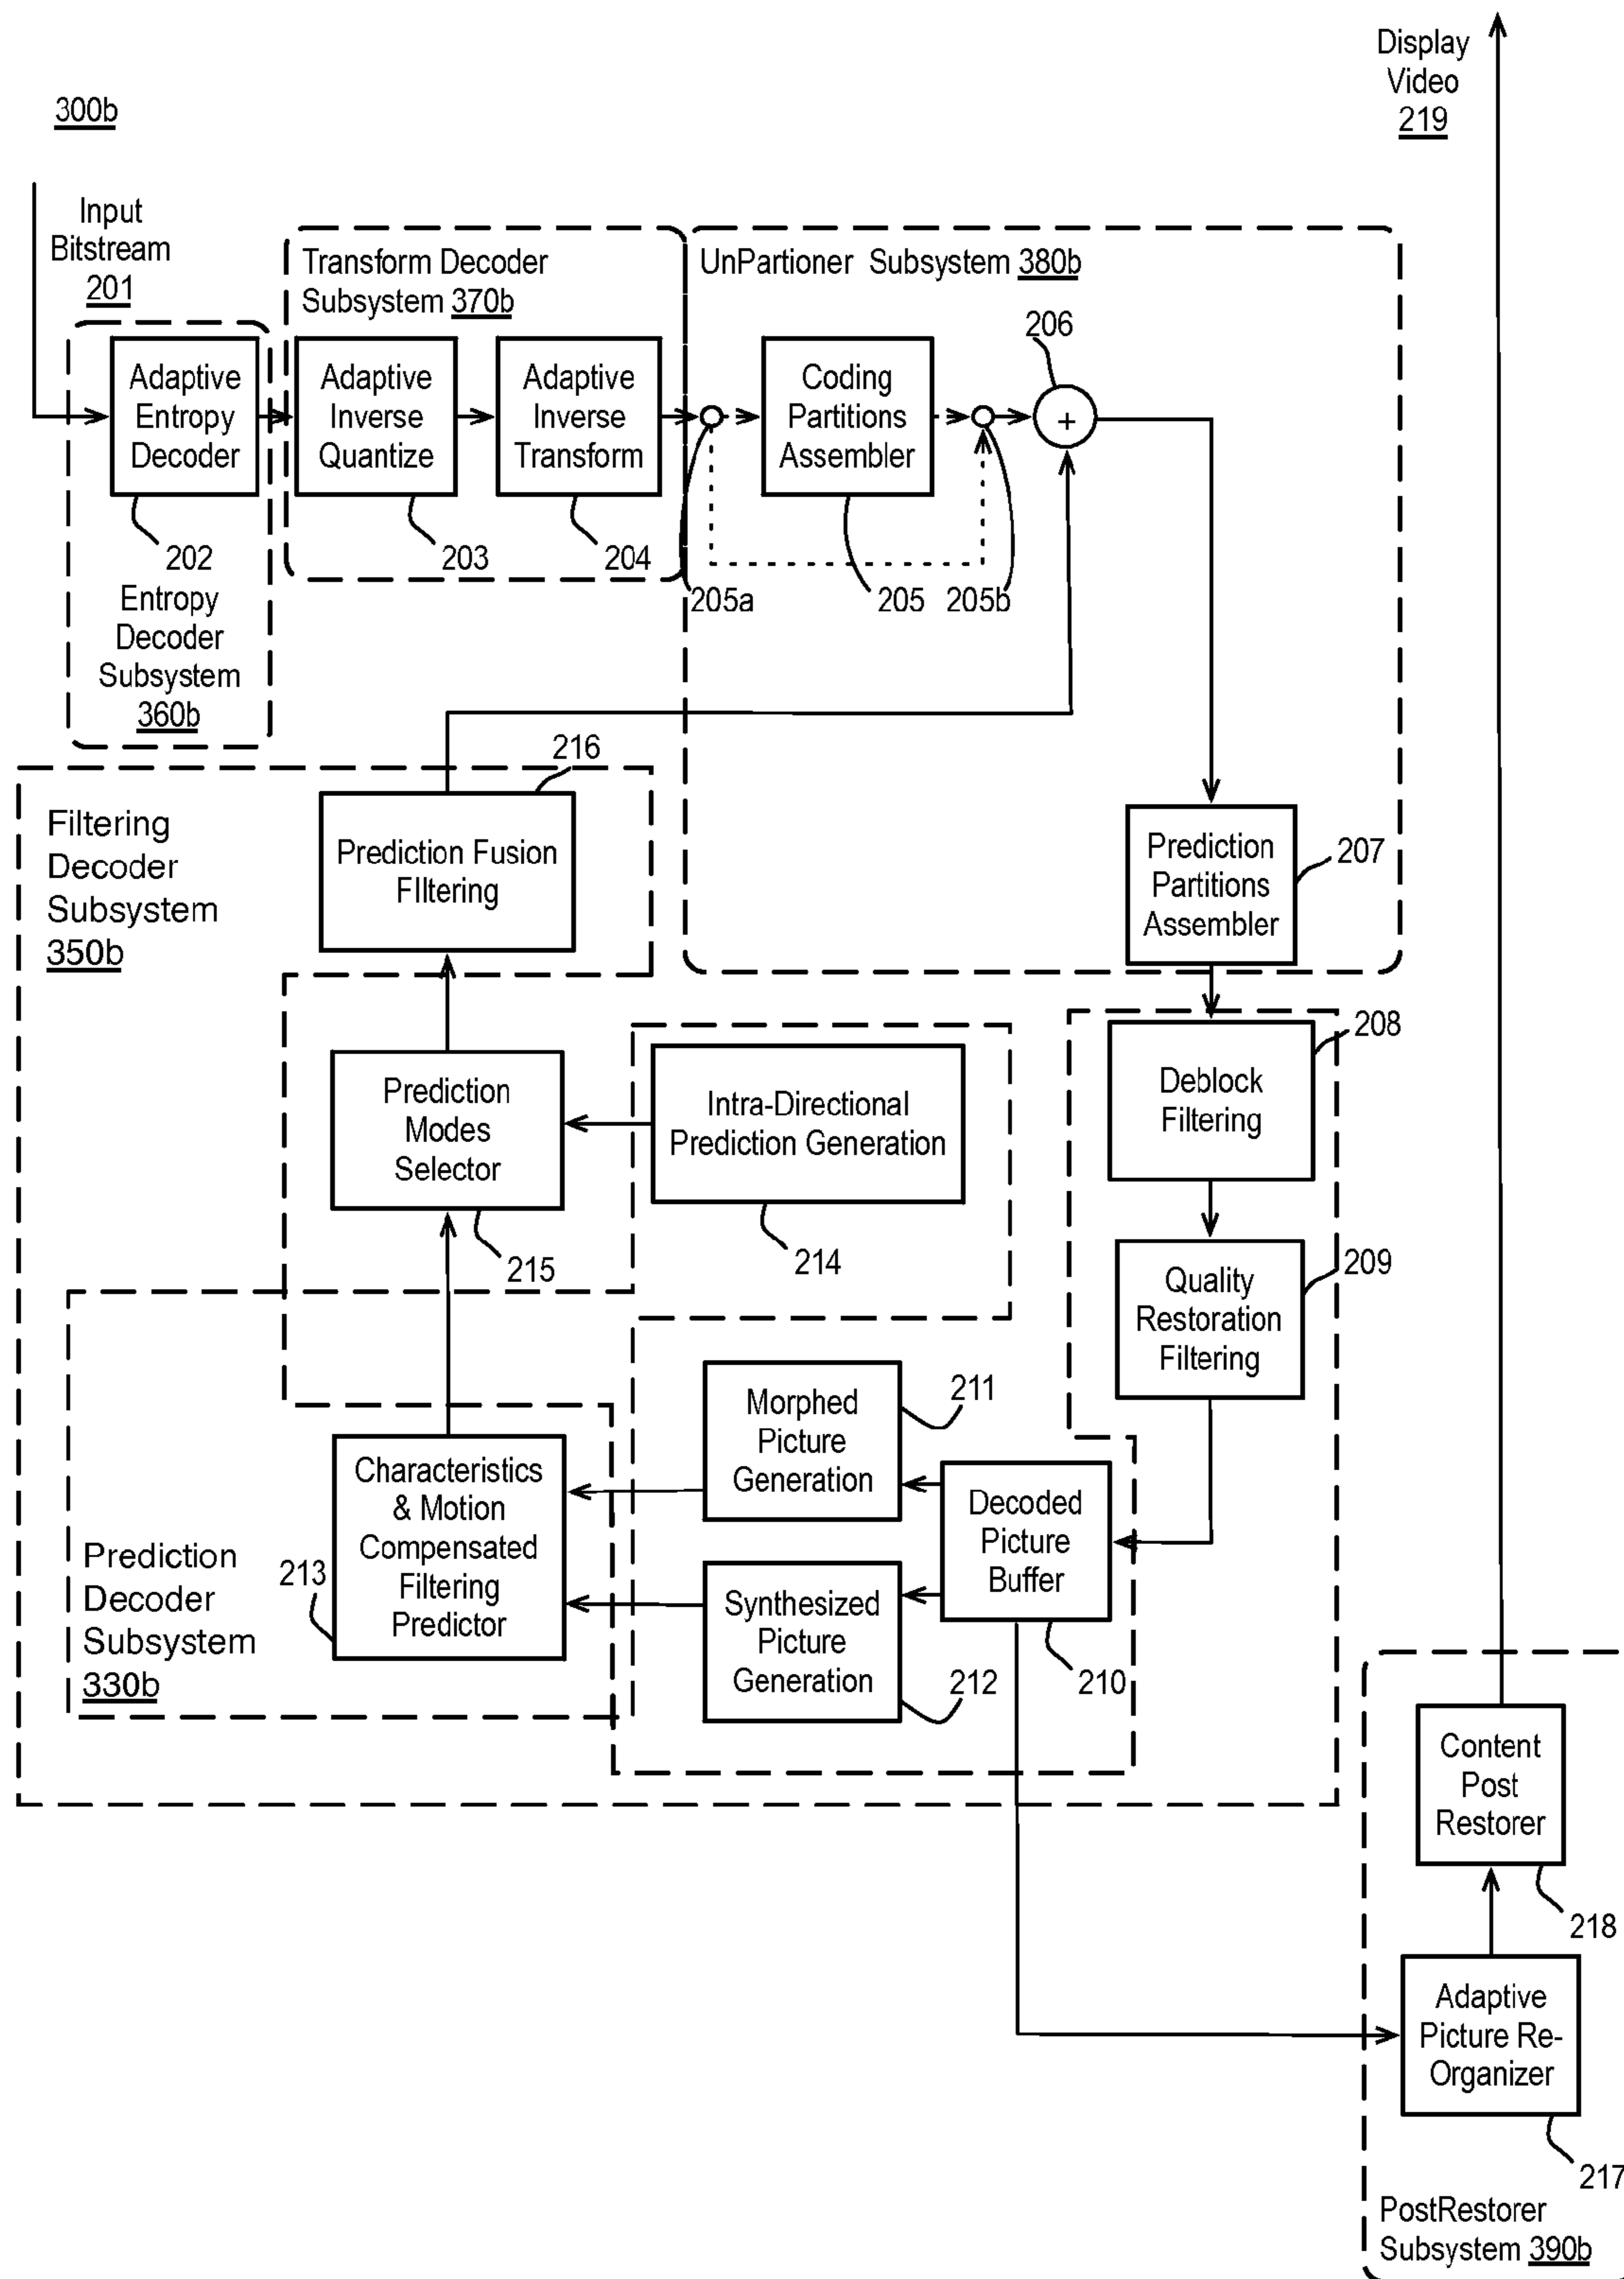 Display
Video
219
300b
Input
Bitstream
201
Transform Decoder
Subsystem 370b
UnPartioner Subsystem 380b
206
Adaptive
Entropy
Decoder
Adaptive
Inverse
Quantize
Adaptive
Inverse
Transform
Coding
Partitions
Assembler
+
202
203
204
205a
205
205b
Entropy
Decoder
Subsystem
360b
216
Filtering
Decoder
Subsystem
350b
Prediction Fusion
FIltering
Prediction
Partitions
Assembler
207
208
Prediction
Modes
Selector
Intra-Directional
Prediction Generation
Deblock
Filtering
215
214
209
Quality
Restoration
Filtering
Morphed
Picture
Generation
211
Characteristics
& Motion
Compensated
Filtering
Predictor
Decoded
Picture
Buffer
Prediction
Decoder
Subsystem
330b
213
Synthesized
Picture
Generation
212
210
Content
Post
Restorer
218
Adaptive
Picture Re-
Organizer
217
PostRestorer
Subsystem 390b